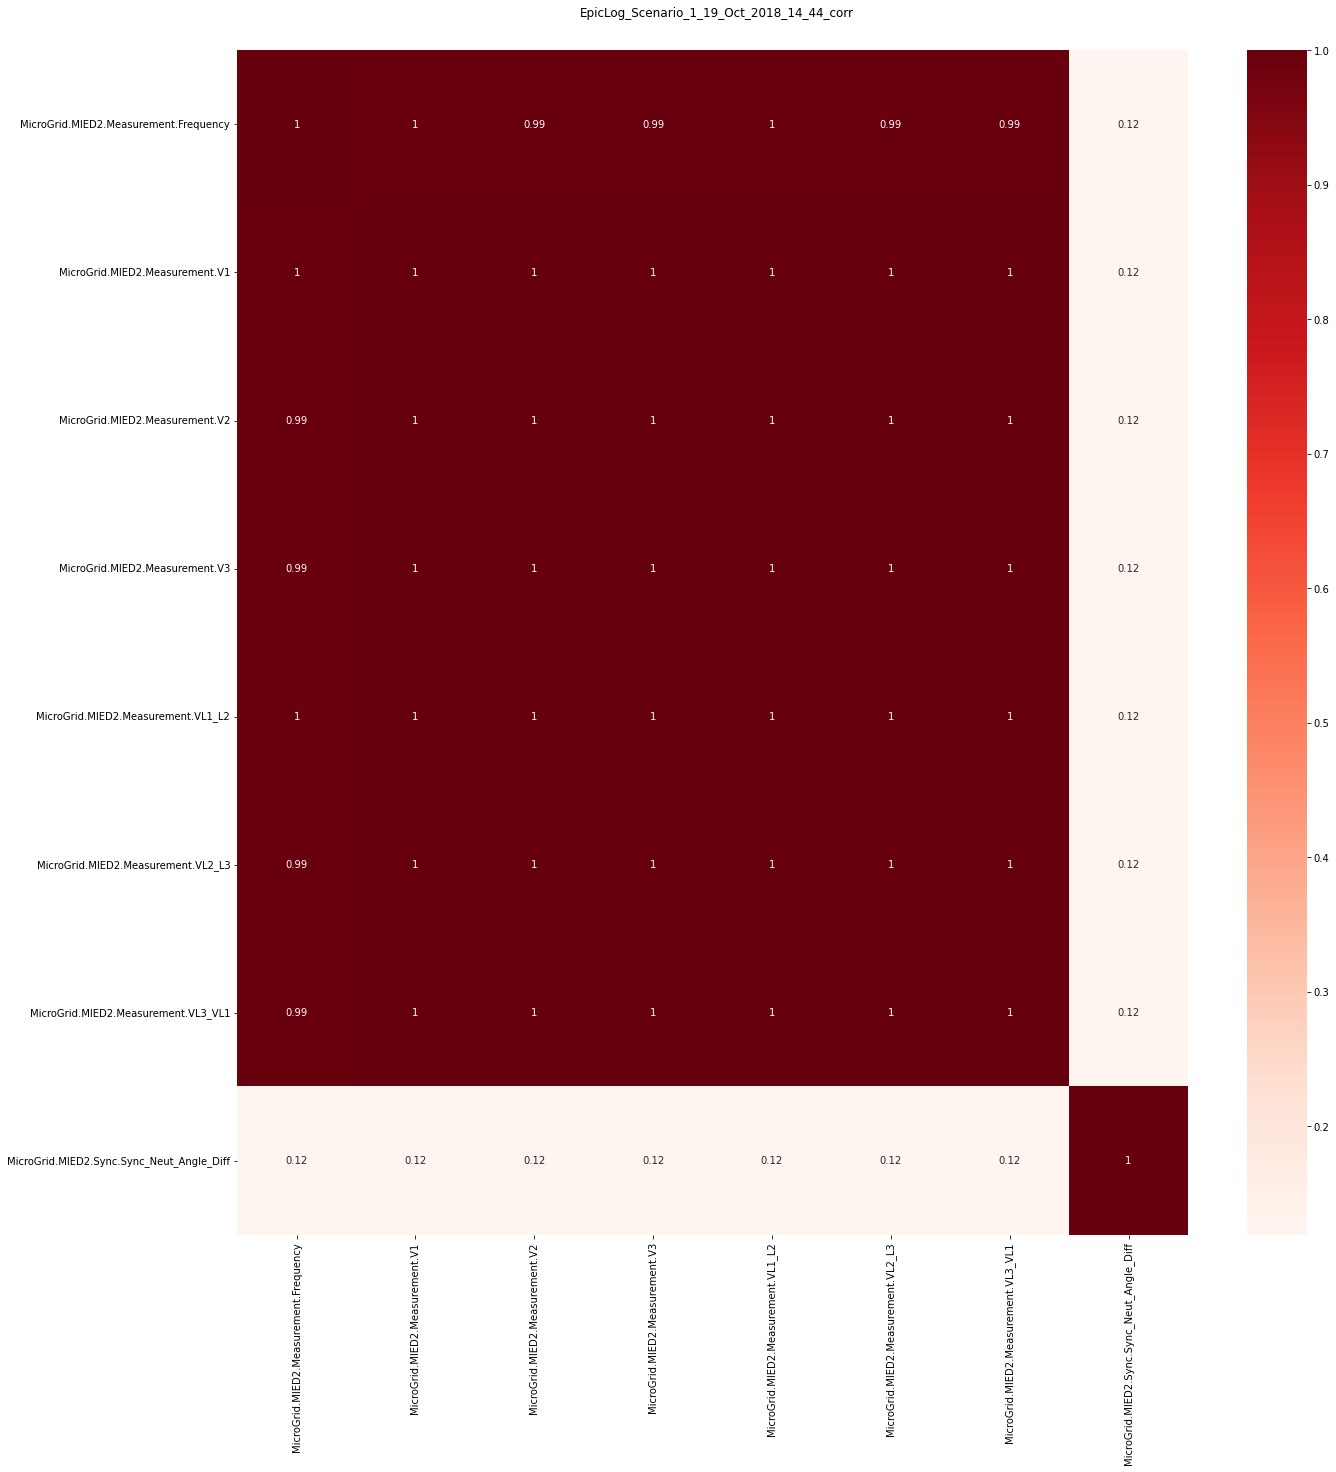 EpicLog_Scenario_1_19_Oct_2018_14_44_corr
MicroGrid.MIED2.Measurement.Frequency 1 1 0.99 0.99 1 0.99 0.99 0.12
MicroGrid.MIED2.Measurement.V1 1 1 1 1 1 1 1 0.12
MicroGrid.MIED2.Measurement.V2 0.99 1 1 1 1 1 1 0.12
MicroGrid.MIED2.Measurement.V3 0.99 1 1 1 1 1 1 0.12
MicroGrid.MIED2.Measurement.VL1_L2 1 1 1 1 1 1 1 0.12
MicroGrid.MIED2.Measurement.VL2_L3 0.99 1 1 1 1 1 1 0.12
MicroGrid.MIED2.Measurement.VL3_VL1 0.99 1 1 1 1 1 1 0.12
MicroGrid.MIED2.Sync.Sync_Neut_Angle_Diff 0.12 0.12 0.12 0.12 0.12 0.12 0.12 1
MicroGrid.MIED2.Measurement.Frequency
MicroGrid.MIED2.Measurement.V1
MicroGrid.MIED2.Measurement.V2
MicroGrid.MIED2.Measurement.V3
MicroGrid.MIED2.Measurement.VL1_L2
MicroGrid.MIED2.Measurement.VL2_L3
MicroGrid.MIED2.Measurement.VL3_VL1
MicroGrid.MIED2.Sync.Sync_Neut_Angle_Diff
1.0
0.9
0.8
0.7
0.6
0.5
0.4
0.3
0.2